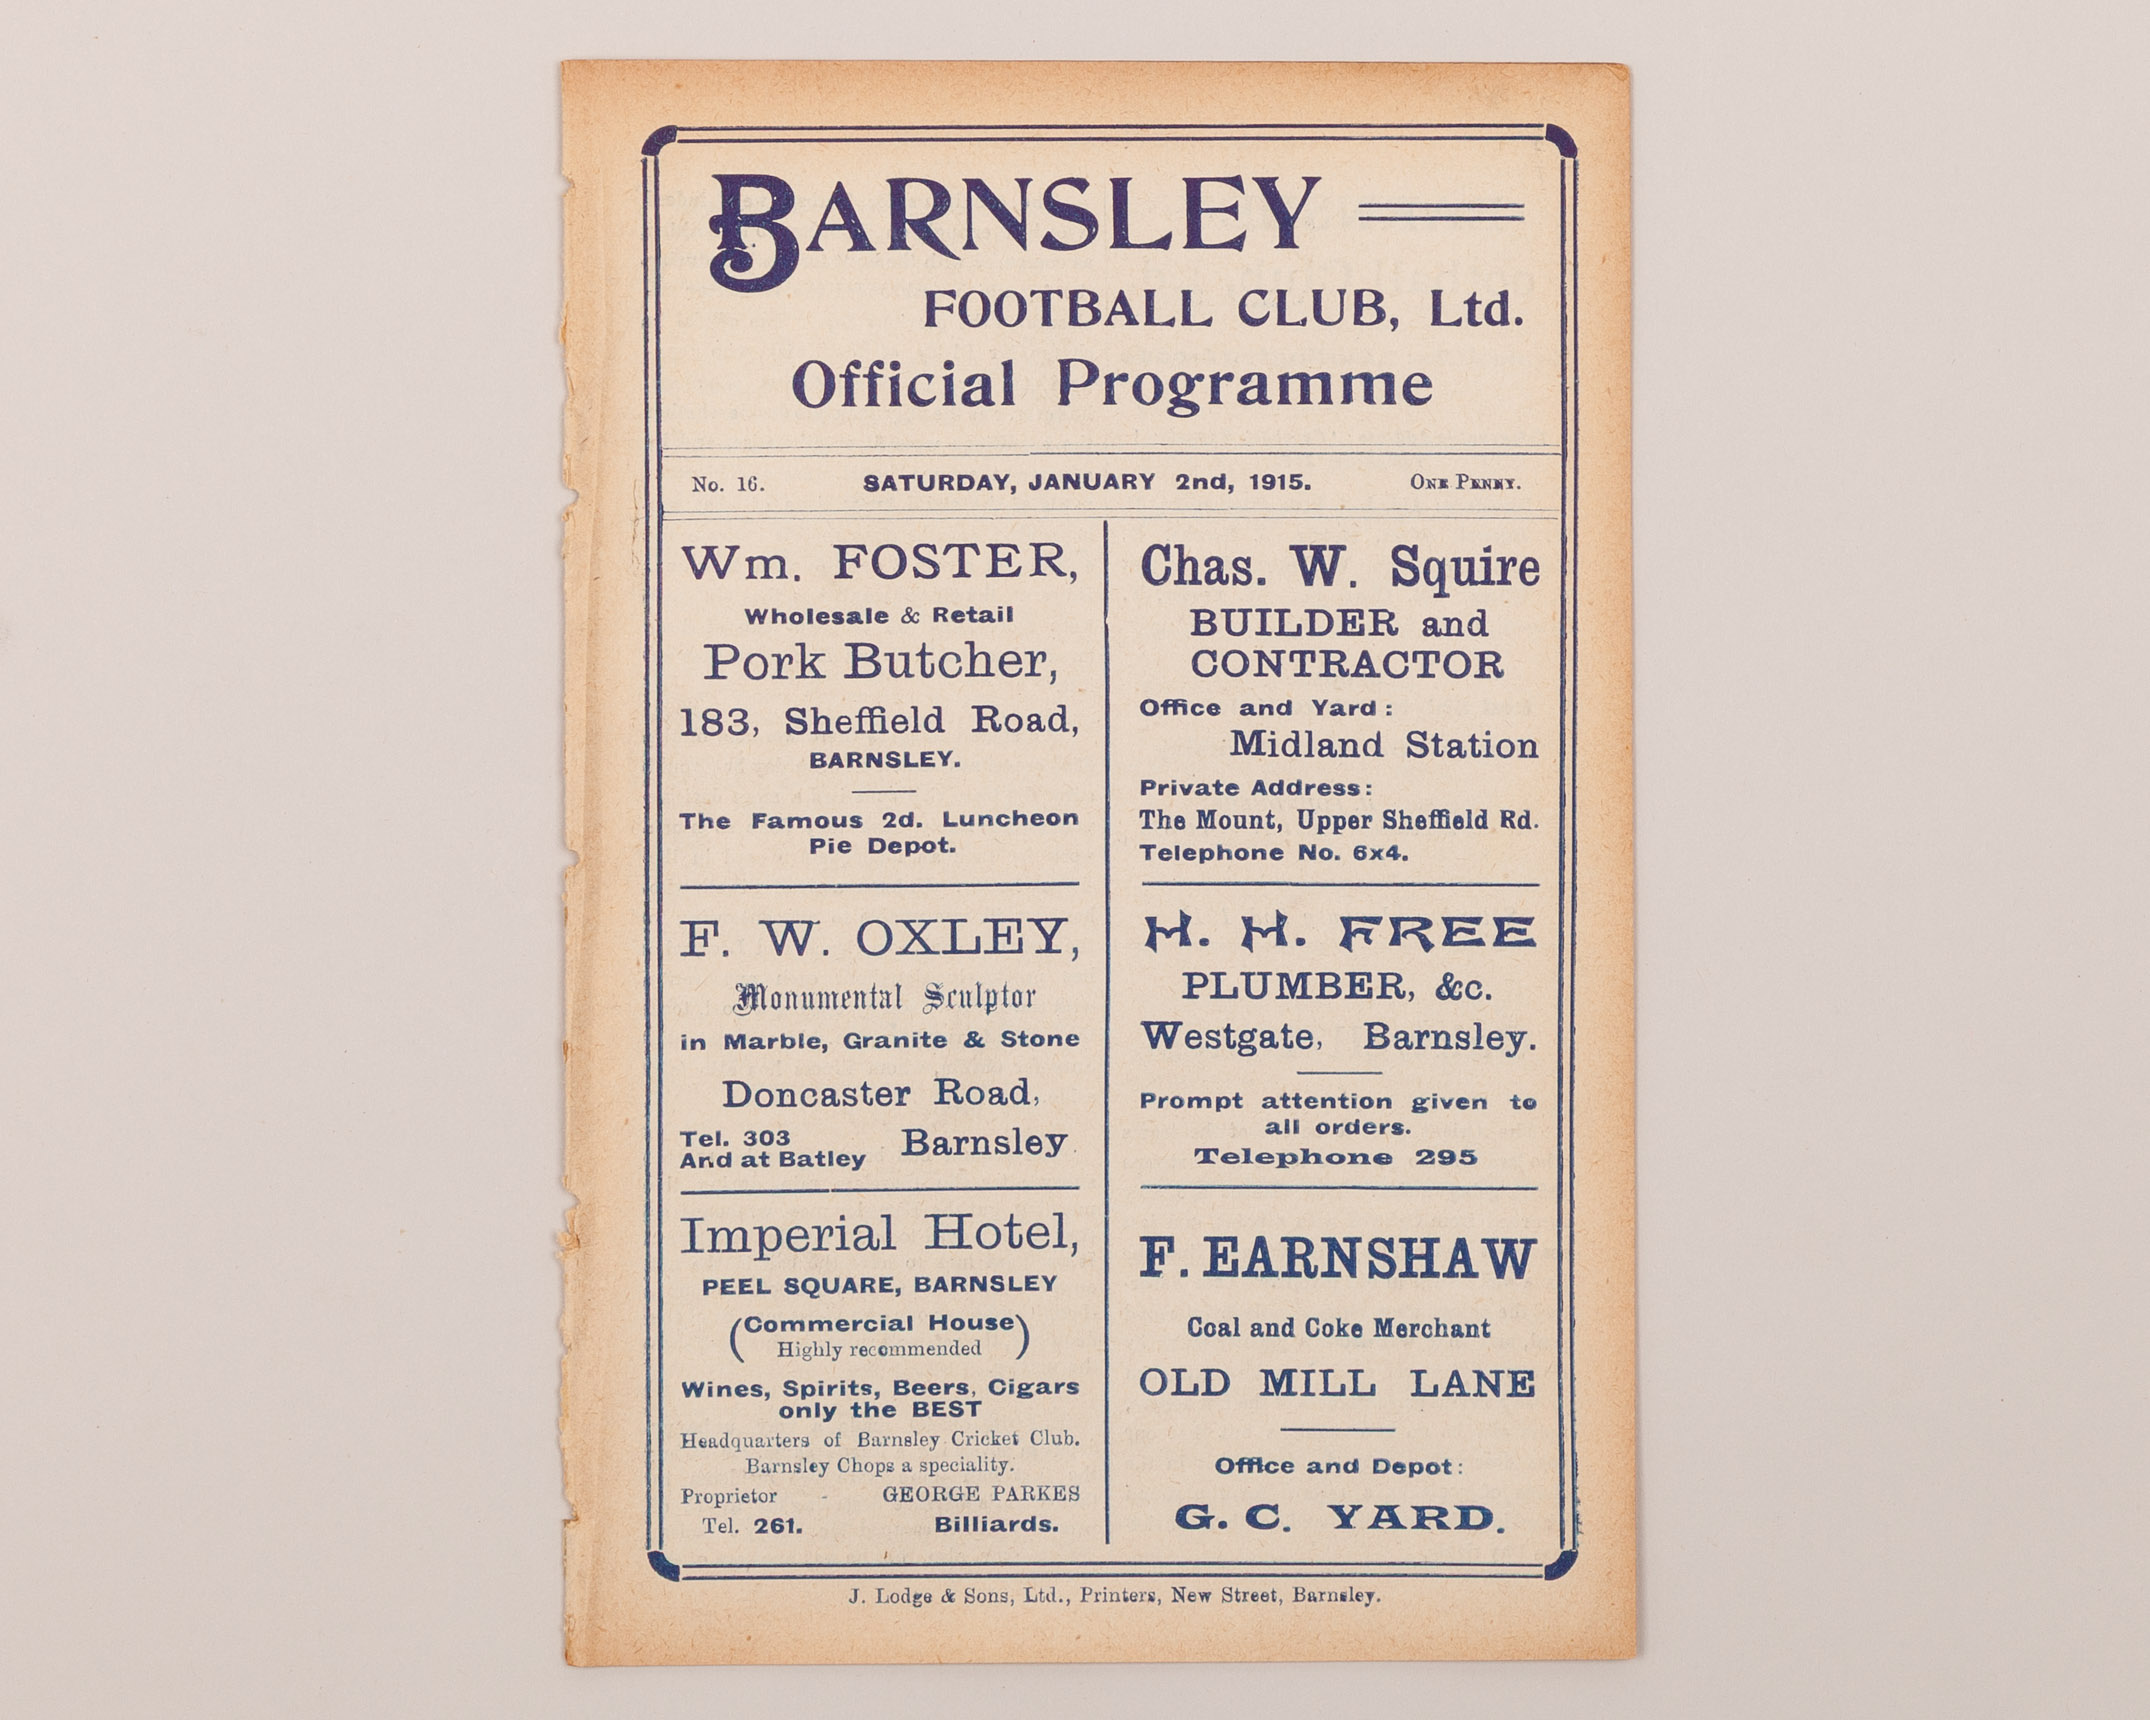 BARNSLEY
FOOTBALL CLUB, Ltd.
Official Programme
No. 16. SATURDAY, JANUARY 2nd, 1915. ONE PENNY.
Wm. FOSTER,
Wholesale & Retail
Pork Butcher,
183, Sheffield Road,
BARNSLEY.
The Famous 2d. Luncheon
Pie Depot.
F. W. OXLEY,
Monumental Sculptor
in Marble, Granite & Stone
Doncaster Road,
Tel. 303
And at Batley Barnsley.
Imperial Hotel,
PEEL SQUARE, BARNSLEY
(Commercial House)
Highly recommended
Wines, Spirits, Beers, Cigars
only the BEST
Headquarters of Barnsley Cricket Club.
Barnsley Chops a speciality.
Proprietor - GEORGE PARKES
Tel. 261. Billiards.
Chas. W. Squire
BUILDER and
CONTRACTOR
Office and Yard:
Midland Station
Private Address:
The Mount, Upper Sheffield Rd.
Telephone No. 6x4.
H. H. FREE
PLUMBER, &c.
Westgate, Barnsley.
Prompt attention given to
all orders.
Telephone 295
F. EARNSHAW
Coal and Coke Merchant
OLD MILL LANE
Office and Depot:
G. C. YARD.
J. Lodge & Sons, Ltd., Printers, New Street, Barnsley.